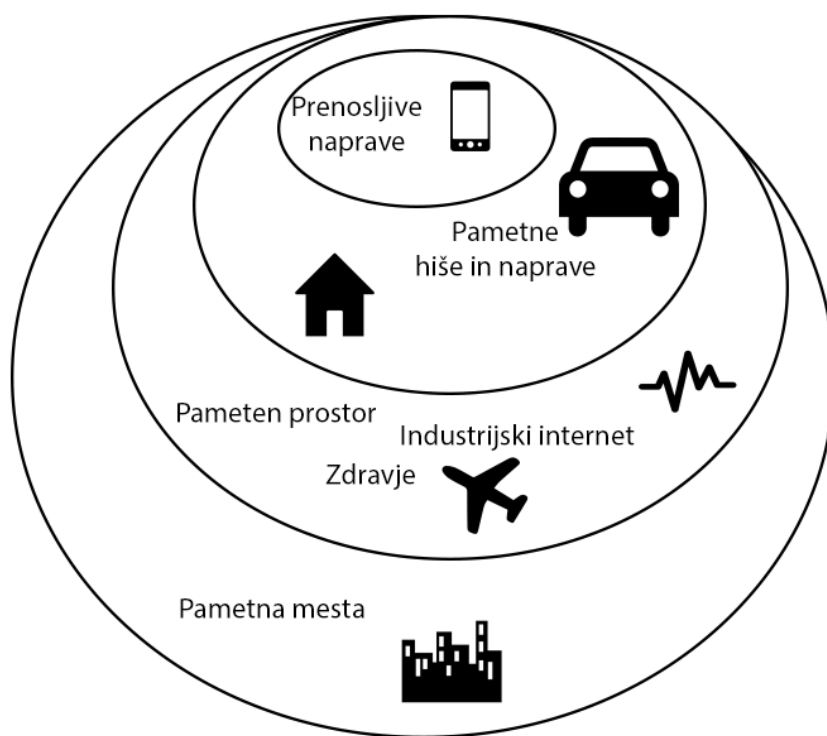 Prenosljive
naprave
Pametne
hiše in naprave
Pameten prostor
Industrijski internet
Zdravje
Pametna mesta